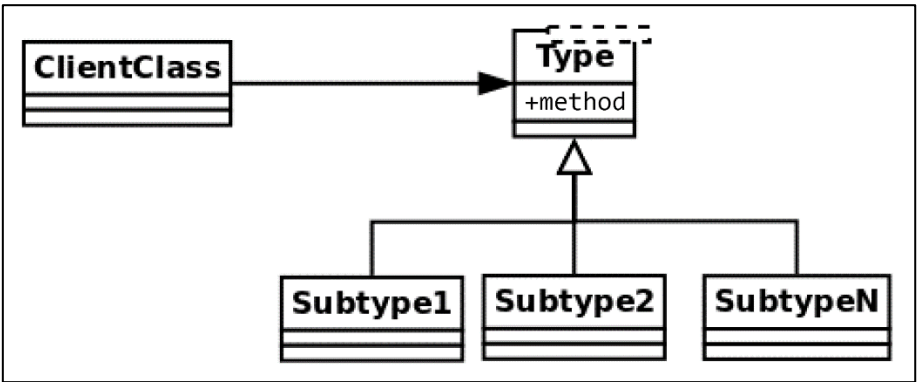 ClientClass
Type
+method
Subtype1
Subtype2
SubtypeN